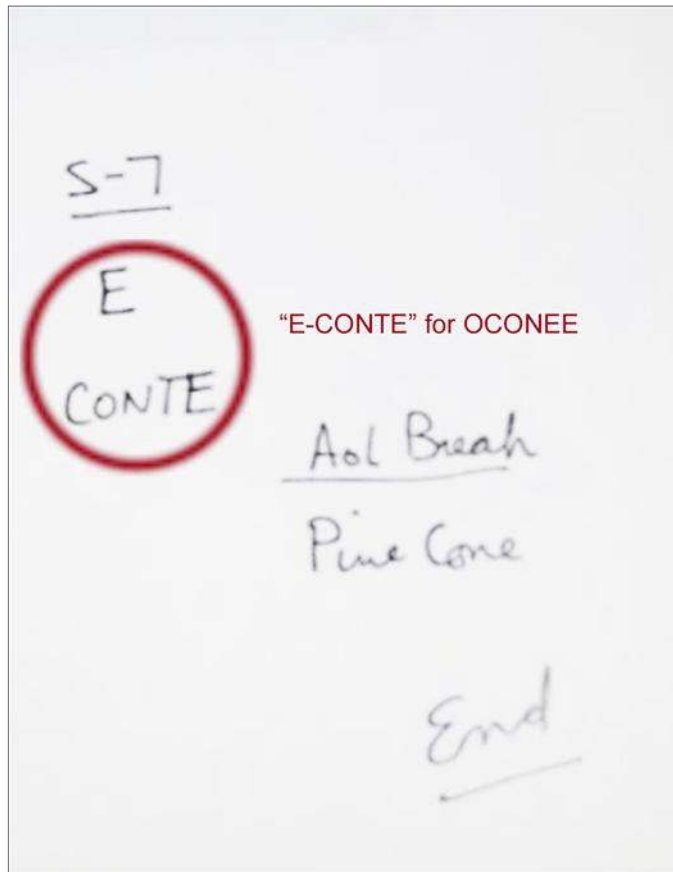 S-7
E
"E-CONTE" for OCONEE
CONTE
Aol Break
Pine Cone
End